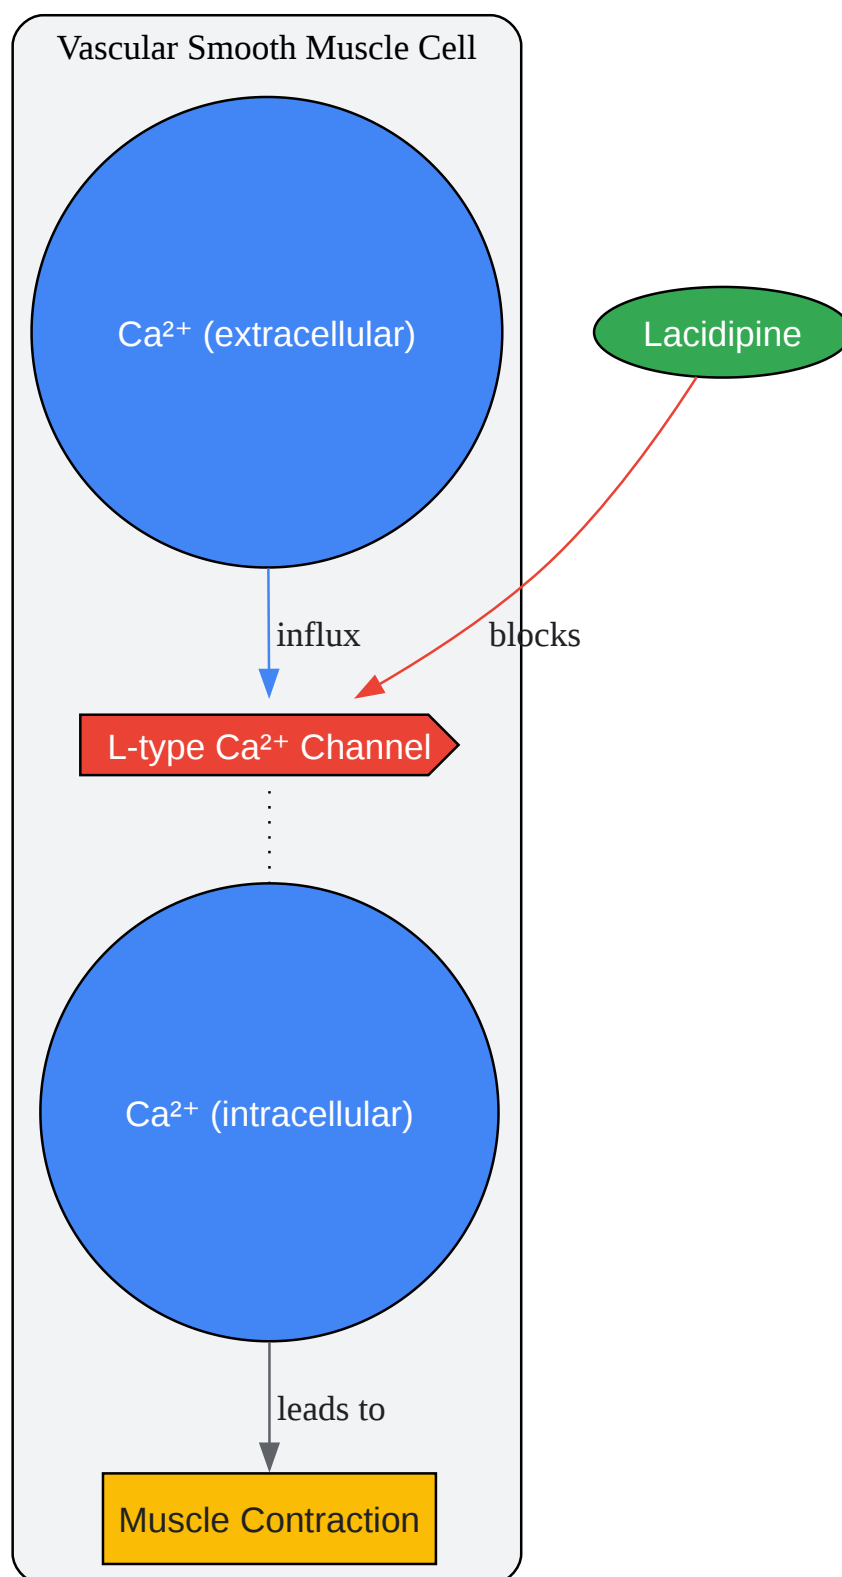 Vascular Smooth Muscle Cell
Ca²⁺ (extracellular)
Lacidipine
influx
blocks
L-type Ca²⁺ Channel
Ca²⁺ (intracellular)
leads to
Muscle Contraction